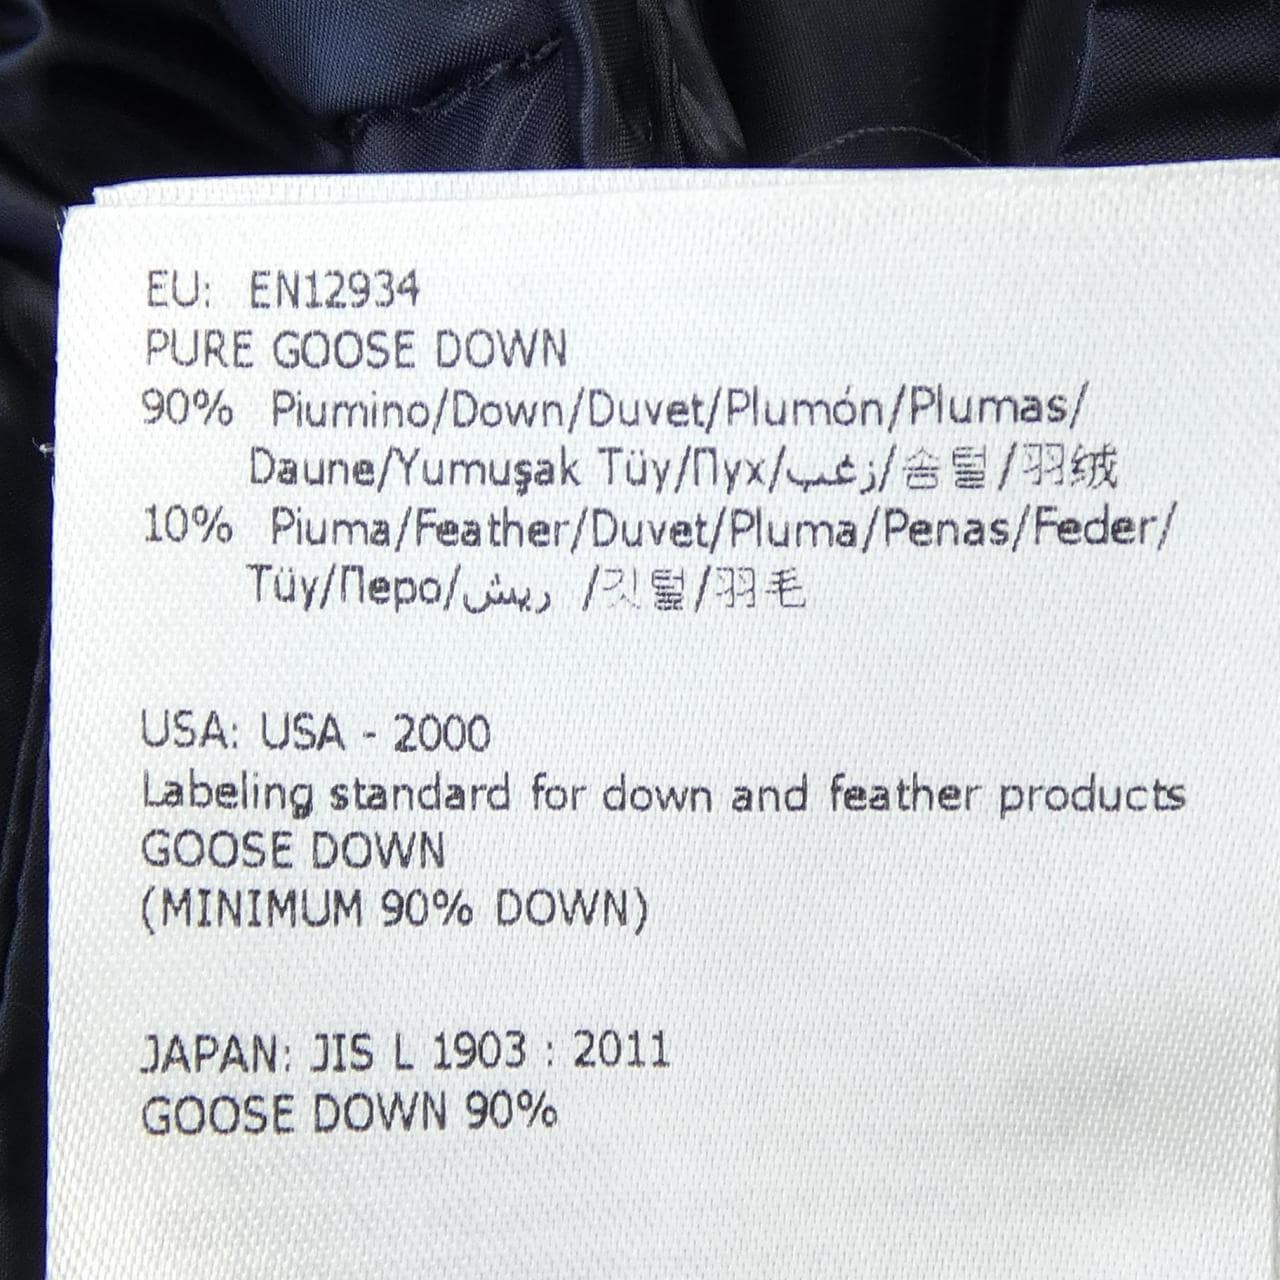 EU: EN12934
PURE GOOSE DOWN
90% Piumino/Down/Duvet/Plumón/Plumas/
Daune/Yumuşak Tüy/Пух/زغب/솜털/羽绒
10% Piuma/Feather/Duvet/Pluma/Penas/Feder/
Tüy/Перо/ريش /깃털/羽毛
USA: USA - 2000
Labeling standard for down and feather products
GOOSE DOWN
(MINIMUM 90% DOWN)
JAPAN: JIS L 1903 : 2011
GOOSE DOWN 90%